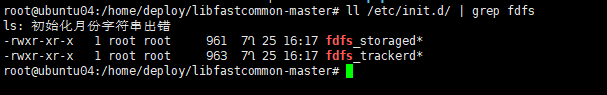 root@ubuntu04:/home/deploy/libfastcommon-master# ll /etc/init.d/ | grep fdfs
ls: 初始化月份字符串出错
-rwxr-xr-x   1 root root     961  7月 25 16:17 fdfs_storaged*
-rwxr-xr-x   1 root root     963  7月 25 16:17 fdfs_trackerd*
root@ubuntu04:/home/deploy/libfastcommon-master#